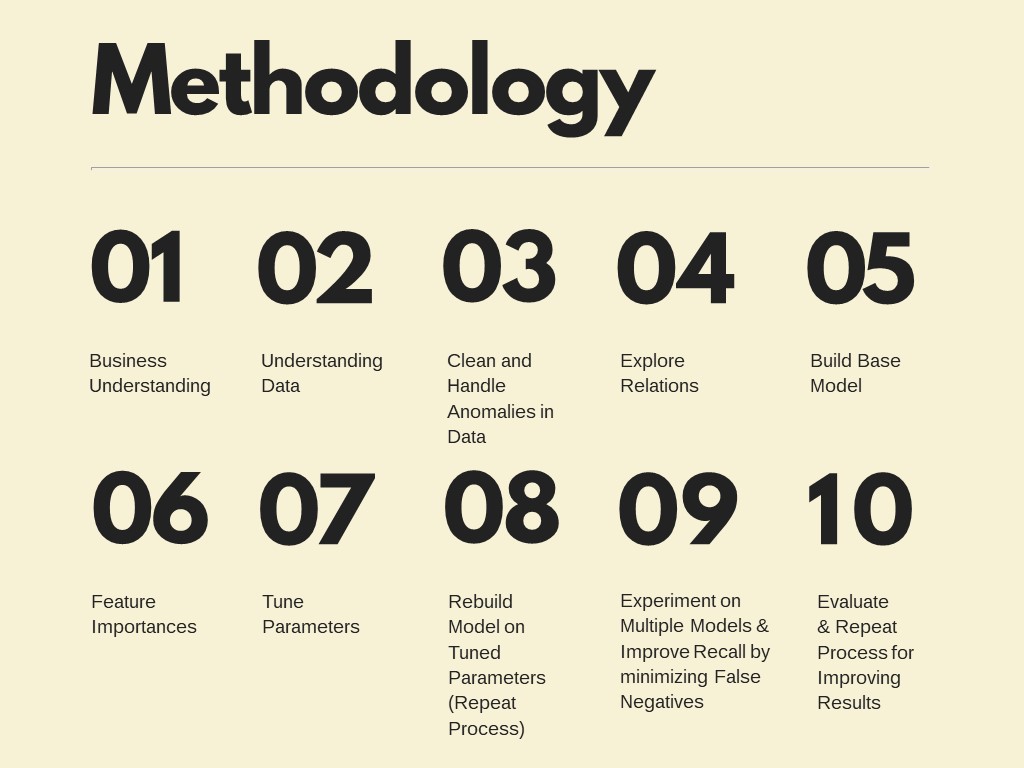 Methodology
01
Business
Understanding
02
Understanding
Data
03
Clean and
Handle
Anomalies in
Data
04
Explore
Relations
05
Build Base
Model
06
Feature
Importances
07
Tune
Parameters
08
Rebuild
Model on
Tuned
Parameters
(Repeat
Process)
09
Experiment on
Multiple Models &
Improve Recall by
minimizing False
Negatives
10
Evaluate
& Repeat
Process for
Improving
Results